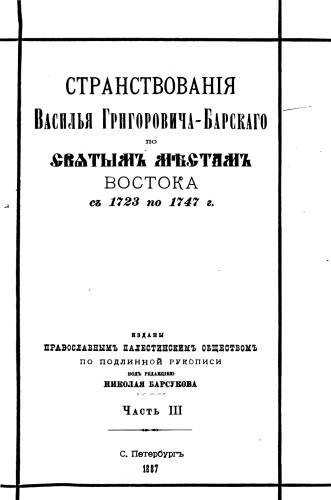 СТРАНСТВОВАНІЯ
ВАСИЛЬЯ ГРИГОРОВИЧА-БАРСКАГО
ПО
СВѦТЫМЪ МѢСТАМЪ
ВОСТОКА
съ 1723 по 1747 г.
ИЗДАНЫ
ПРАВОСЛАВНЫМЪ ПАЛЕСТИНСКИМЪ ОБЩЕСТВОМЪ
ПО ПОДЛИННОЙ РУКОПИСИ
ПОДЪ РЕДАКЦІЕЮ
НИКОЛАЯ БАРСУКОВА
ЧАСТЬ III
С. Петербургъ
1887